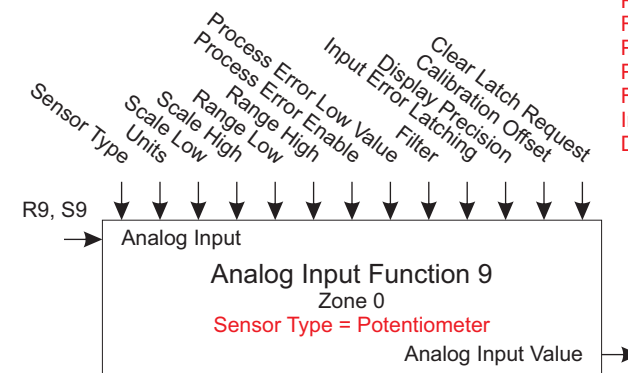 Sensor Type
Units
Scale Low
Scale High
Range Low
Range High
Process Error Enable
Process Error Low Value
Filter
Input Error Latching
Display Precision
Calibration Offset
Clear Latch Request
R9, S9
Analog Input
Analog Input Function 9
Zone 0
Sensor Type = Potentiometer
Analog Input Value